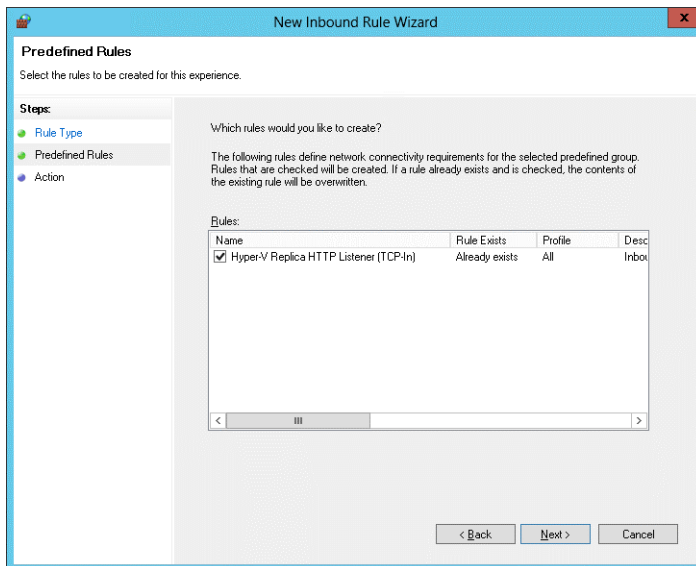 New Inbound Rule Wizard
x
Predefined Rules
Select the rules to be created for this experience.
Steps:
Rule Type
Predefined Rules
Action
Which rules would you like to create?
The following rules define network connectivity requirements for the selected predefined group.
Rules that are checked will be created. If a rule already exists and is checked, the contents of
the existing rule will be overwritten.
Rules:
Name Rule Exists Profile Desc
Hyper-V Replica HTTP Listener (TCP-In) Already exists All Inbou
< Back Next > Cancel